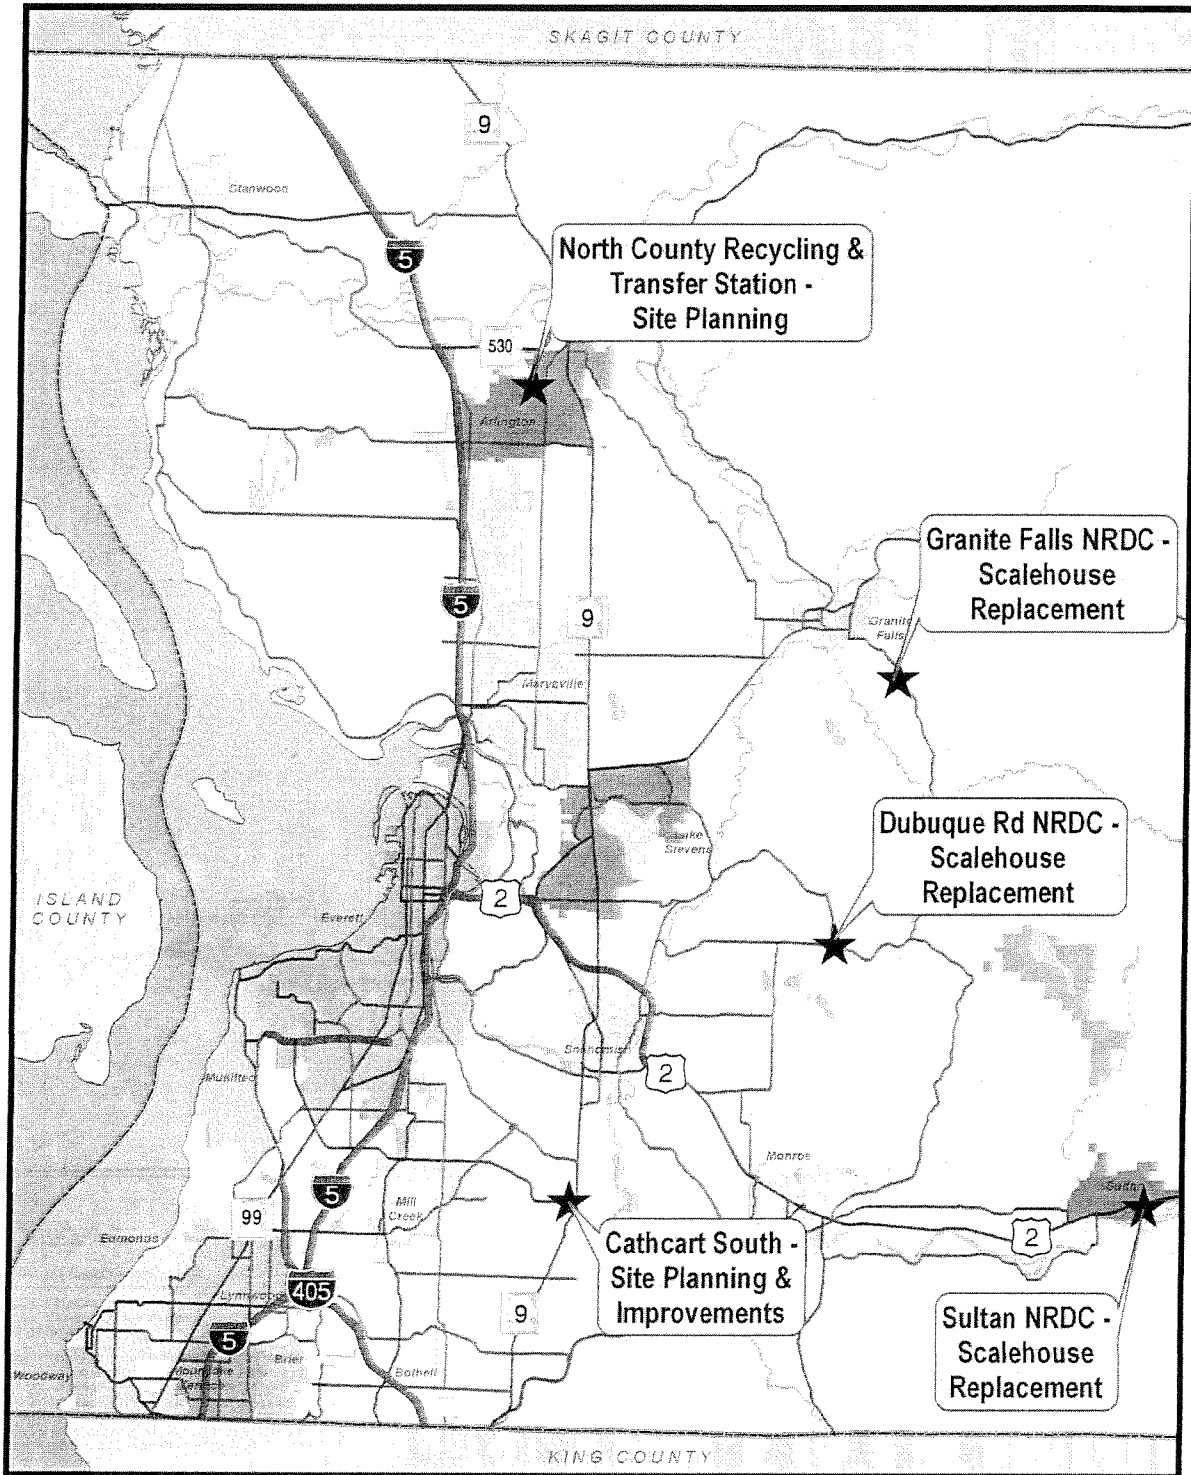 SKAGIT COUNTY
9
Stanwood
5
North County Recycling &
Transfer Station -
Site Planning
530
Arlington
Granite Falls NRDC -
Scalehouse
Replacement
5
9
Granite
Falls
Marysville
Dubuque Rd NRDC -
Scalehouse
Replacement
Lake
Stevens
2
ISLAND
COUNTY
Everett
Snohomish
2
Mukilteo
Monroe
5
Mill
Creek
99
Sultan
2
Edmonds
Cathcart South -
Site Planning &
Improvements
405
Lynnwood
9
5
Sultan NRDC -
Scalehouse
Replacement
Brier
Mountlake
Terrace
Bothell
Woodway
KING COUNTY